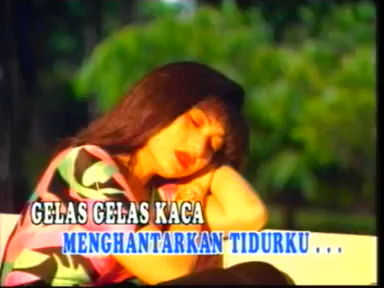 GELAS GELAS KACA
MENGHANTARKAN TIDURKU . . .